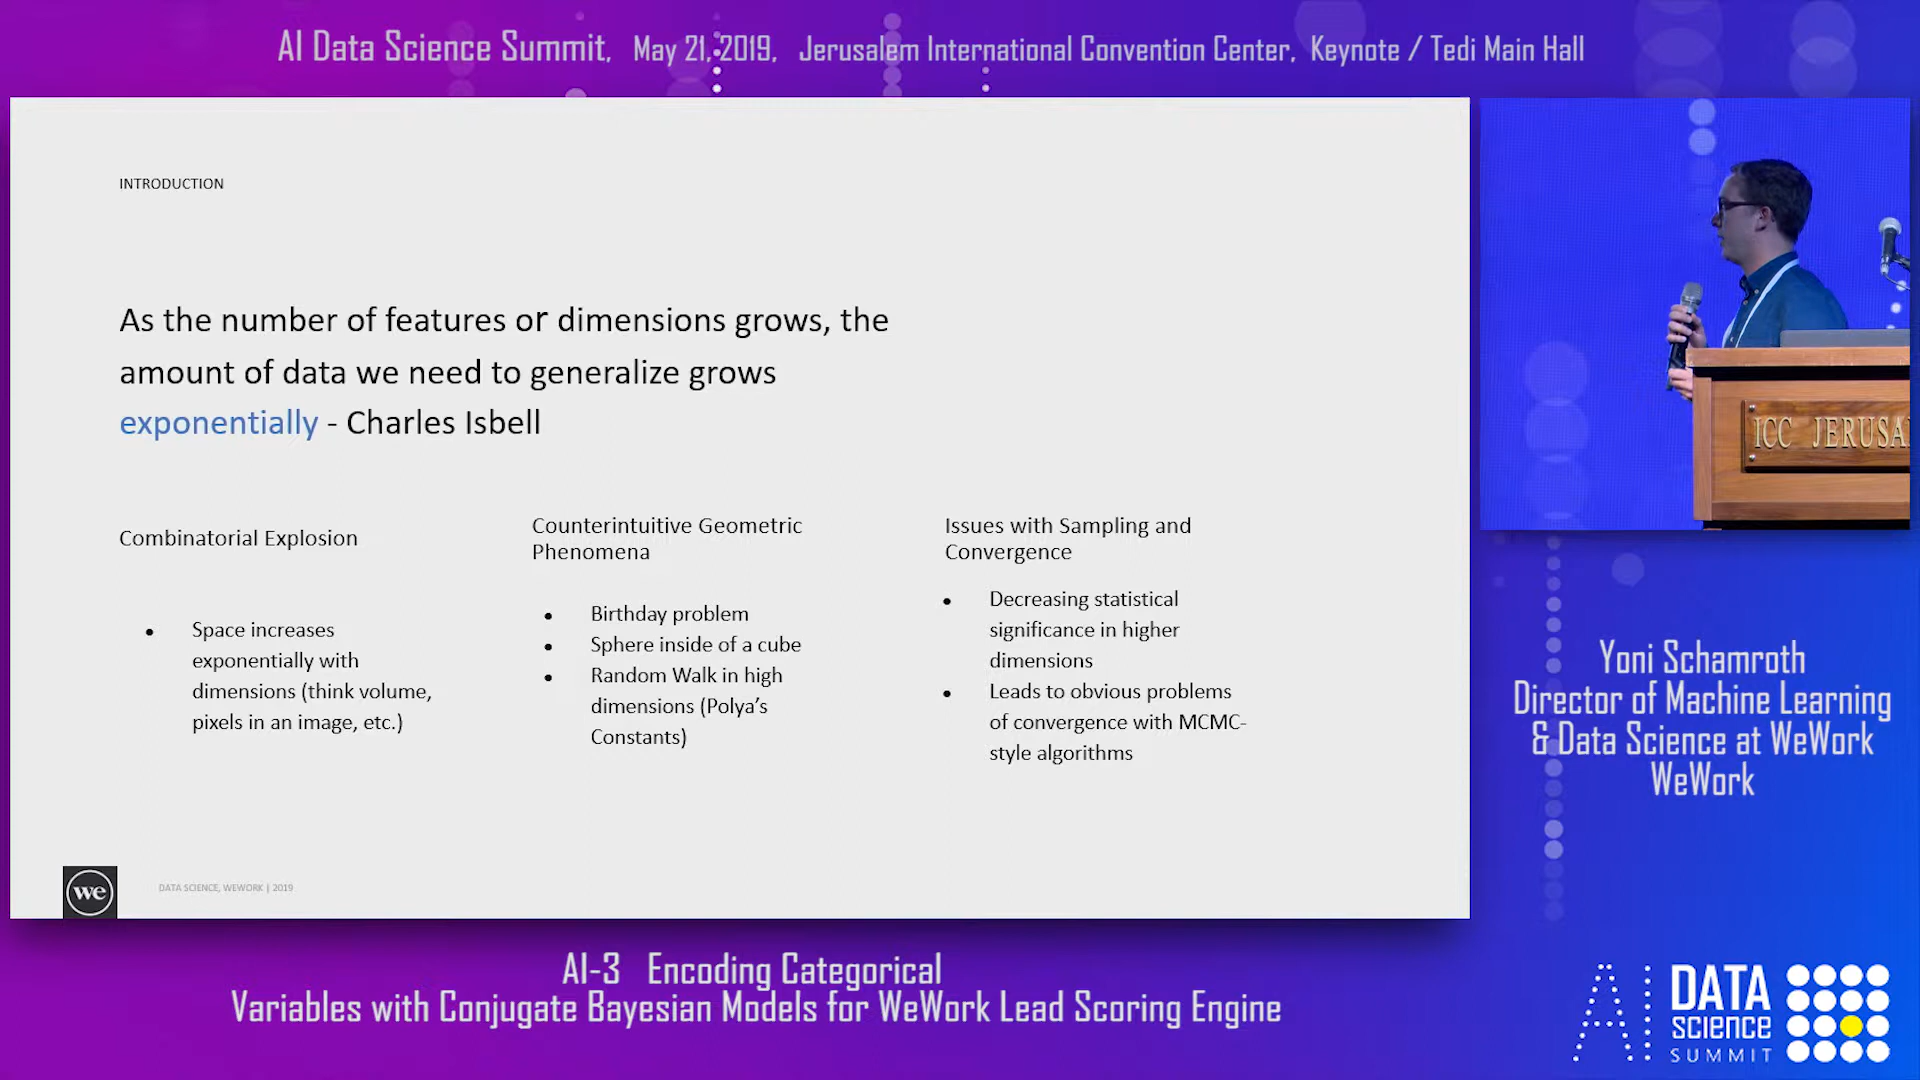 AI Data Science Summit, May 21, 2019, Jerusalem International Convention Center, Keynote / Tedi Main Hall
INTRODUCTION
As the number of features or dimensions grows, the
amount of data we need to generalize grows
exponentially - Charles Isbell
Combinatorial Explosion
Space increases
exponentially with
dimensions (think volume,
pixels in an image, etc.)
Counterintuitive Geometric
Phenomena
Birthday problem
Sphere inside of a cube
Random Walk in high
dimensions (Polya's
Constants)
Issues with Sampling and
Convergence
Decreasing statistical
significance in higher
dimensions
Leads to obvious problems
of convergence with MCMC-
style algorithms
we
DATA SCIENCE, WEWORK | 2019
ICC JERUSA
Yoni Schamroth
Director of Machine Learning
& Data Science at WeWork
WeWork
AI-3 Encoding Categorical
Variables with Conjugate Bayesian Models for WeWork Lead Scoring Engine
AI DATA
science
SUMMIT